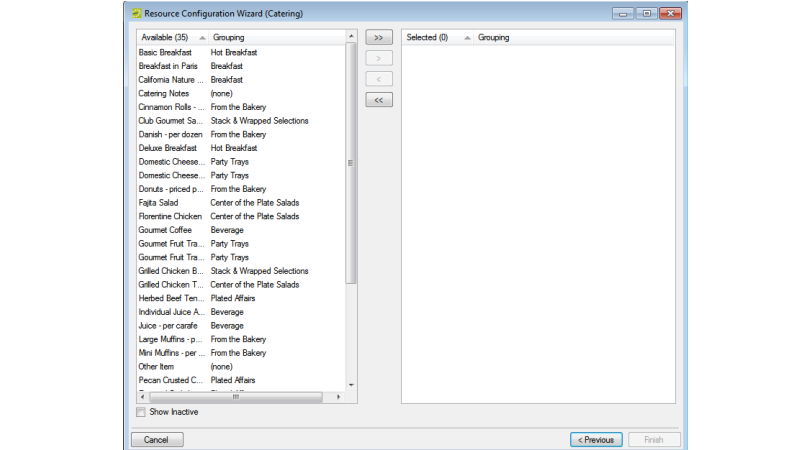 Resource Configuration Wizard (Catering)
Available (35) Grouping
Basic Breakfast Hot Breakfast
Breakfast in Paris Breakfast
California Nature ... Breakfast
Catering Notes (none)
Cinnamon Rolls - ... From the Bakery
Club Gourmet Sa... Stack & Wrapped Selections
Danish - per dozen From the Bakery
Deluxe Breakfast Hot Breakfast
Domestic Cheese... Party Trays
Domestic Cheese... Party Trays
Donuts - priced p... From the Bakery
Fajita Salad Center of the Plate Salads
Florentine Chicken Center of the Plate Salads
Gourmet Coffee Beverage
Gourmet Fruit Tra... Party Trays
Gourmet Fruit Tra... Party Trays
Grilled Chicken B... Stack & Wrapped Selections
Grilled Chicken T... Center of the Plate Salads
Herbed Beef Ten... Plated Affairs
Individual Juice A... Beverage
Juice - per carafe Beverage
Large Muffins - p... From the Bakery
Mini Muffins - per ... From the Bakery
Other Item (none)
Pecan Crusted C... Plated Affairs
>>
>
<
<<
Selected (0) Grouping
Show Inactive
Cancel
< Previous
Finish